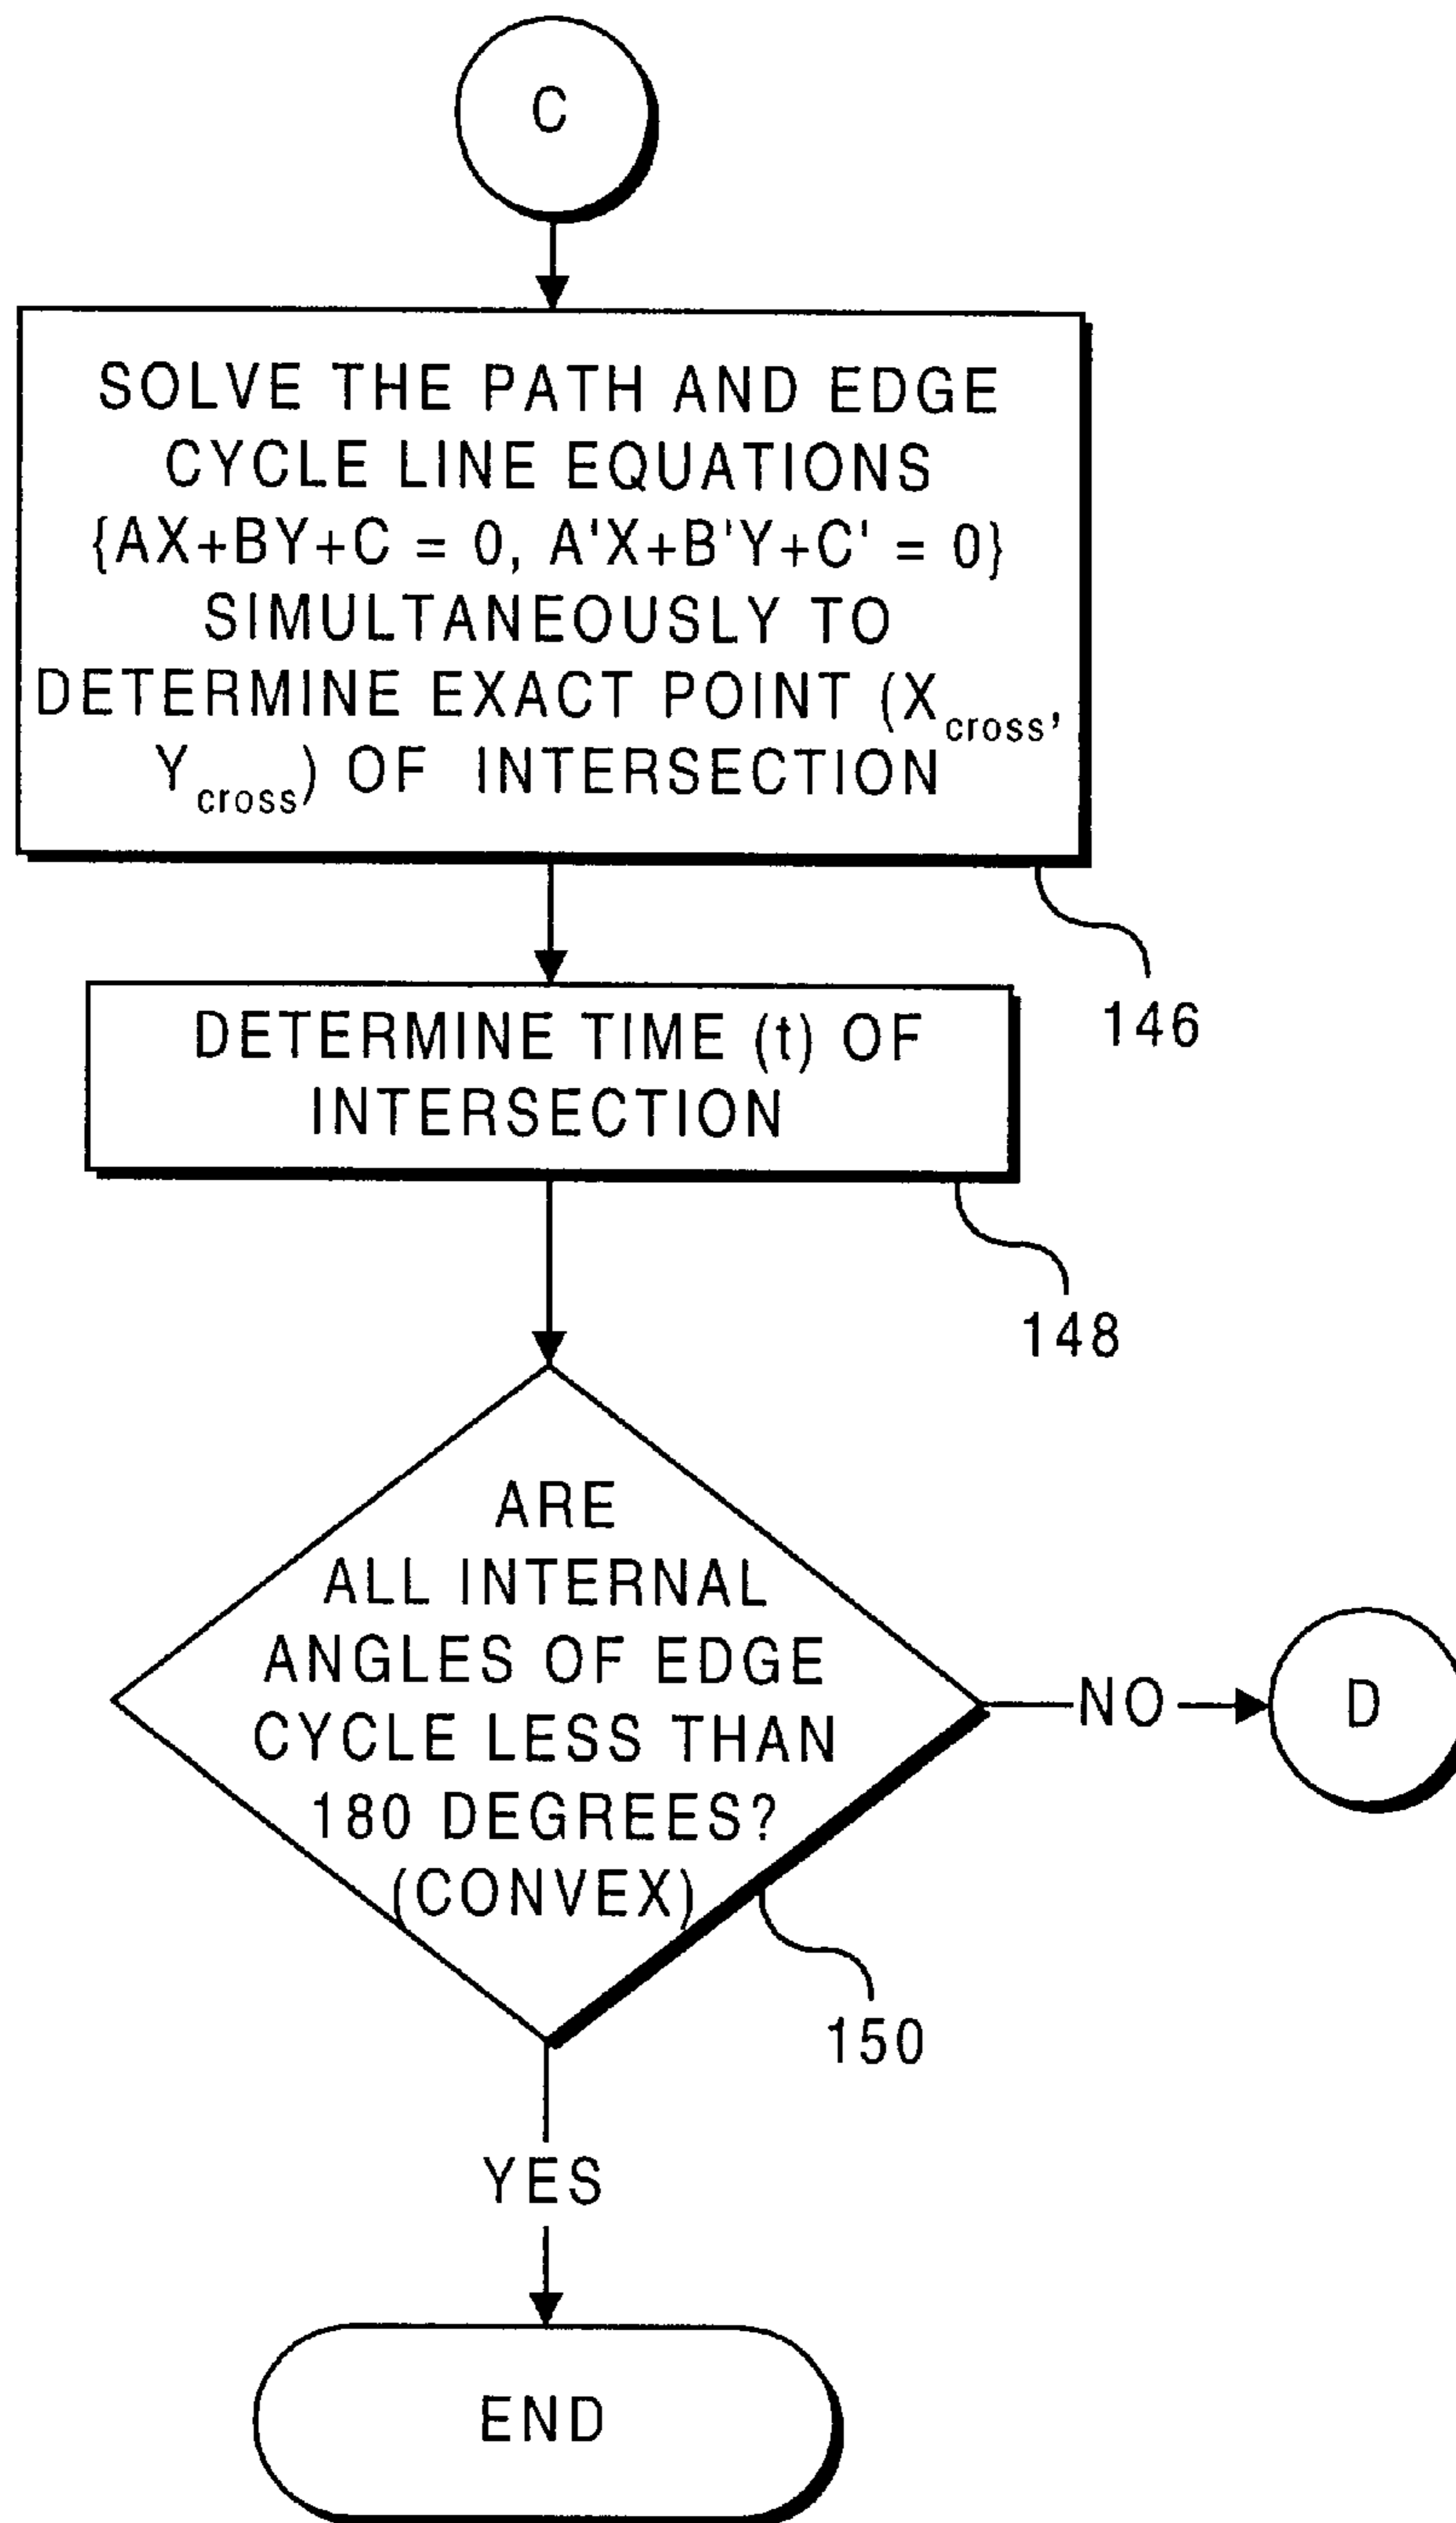 C
SOLVE THE PATH AND EDGE
CYCLE LINE EQUATIONS
{AX+BY+C = 0, A'X+B'Y+C' = 0}
SIMULTANEOUSLY TO
DETERMINE EXACT POINT (Xcross,
Ycross) OF INTERSECTION
146
DETERMINE TIME (t) OF
INTERSECTION
148
ARE
ALL INTERNAL
ANGLES OF EDGE
CYCLE LESS THAN
180 DEGREES?
(CONVEX)
NO
D
150
YES
END